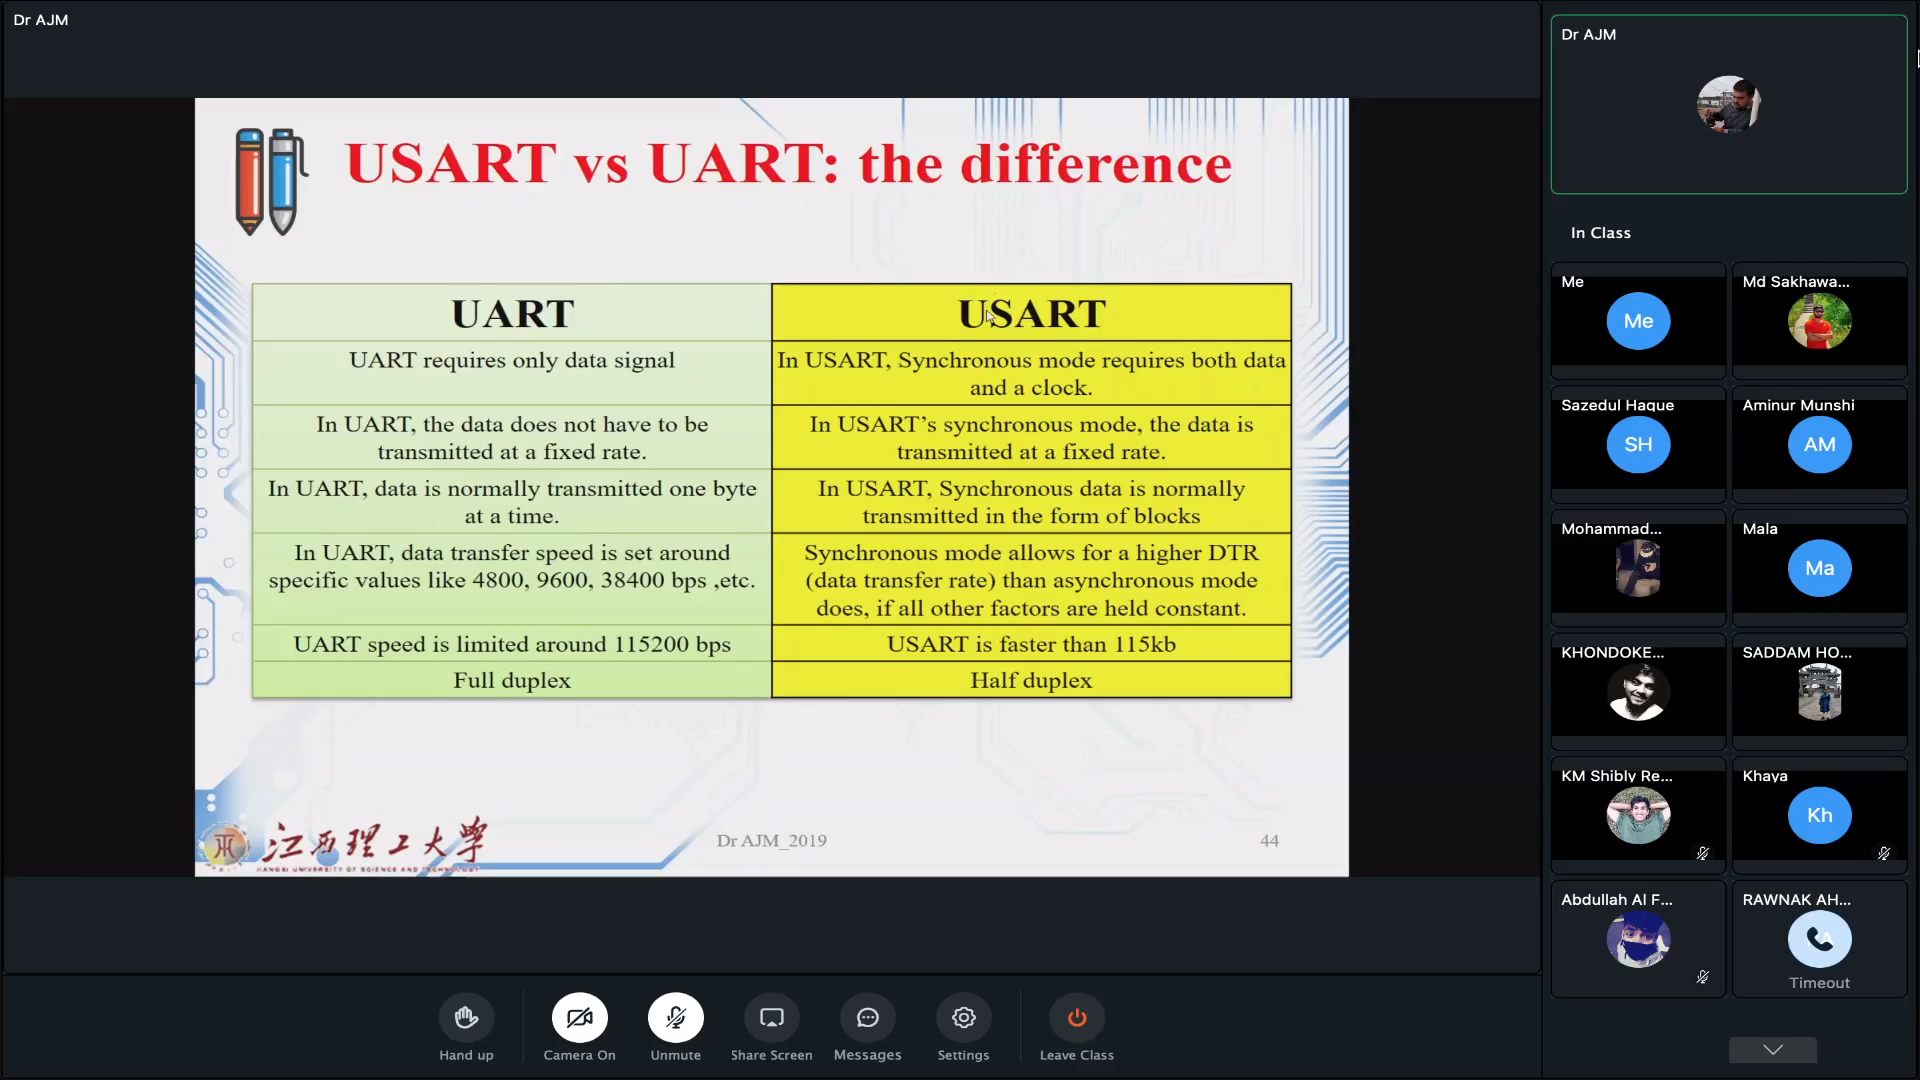 Dr AJM
USART vs UART: the difference
UART
USART
UART requires only data signal
In USART, Synchronous mode requires both data
and a clock.
In UART, the data does not have to be
transmitted at a fixed rate.
In USART's synchronous mode, the data is
transmitted at a fixed rate.
In UART, data is normally transmitted one byte
at a time.
In USART, Synchronous data is normally
transmitted in the form of blocks
In UART, data transfer speed is set around
specific values like 4800, 9600, 38400 bps ,etc.
Synchronous mode allows for a higher DTR
(data transfer rate) than asynchronous mode
does, if all other factors are held constant.
UART speed is limited around 115200 bps
USART is faster than 115kb
Full duplex
Half duplex
江西理工大学
JIANGXI UNIVERSITY OF SCIENCE AND TECHNOLOGY
Dr AJM_2019
44
Hand up
Camera On
Unmute
Share Screen
Messages
Settings
Leave Class
Dr AJM
In Class
Me
Me
Md Sakhawa...
Sazedul Haque
SH
Aminur Munshi
AM
Mohammad...
Mala
Ma
KHONDOKE...
SADDAM HO...
KM Shibly Re...
Khaya
Kh
Abdullah Al F...
RAWNAK AH...
Timeout